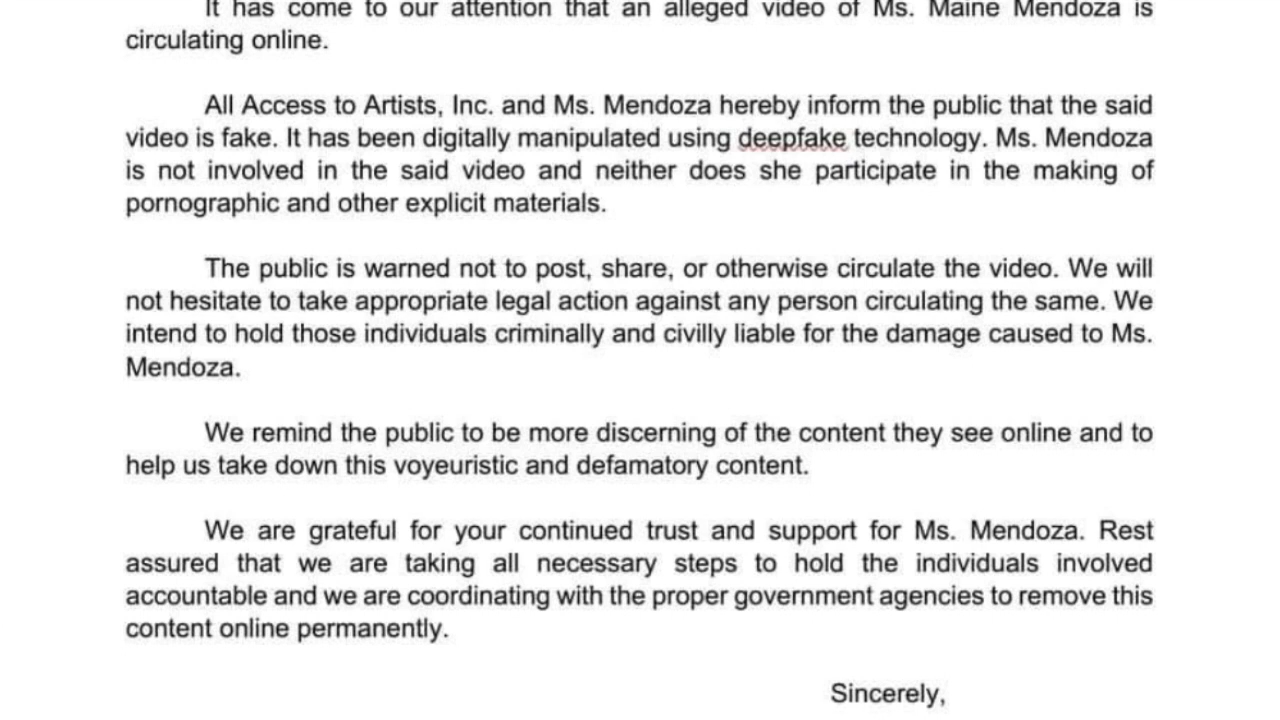 It has come to our attention that an alleged video of Ms. Maine Mendoza is
circulating online.
All Access to Artists, Inc. and Ms. Mendoza hereby inform the public that the said
video is fake. It has been digitally manipulated using deepfake technology. Ms. Mendoza
is not involved in the said video and neither does she participate in the making of
pornographic and other explicit materials.
The public is warned not to post, share, or otherwise circulate the video. We will
not hesitate to take appropriate legal action against any person circulating the same. We
intend to hold those individuals criminally and civilly liable for the damage caused to Ms.
Mendoza.
We remind the public to be more discerning of the content they see online and to
help us take down this voyeuristic and defamatory content.
We are grateful for your continued trust and support for Ms. Mendoza. Rest
assured that we are taking all necessary steps to hold the individuals involved
accountable and we are coordinating with the proper government agencies to remove this
content online permanently.
Sincerely,